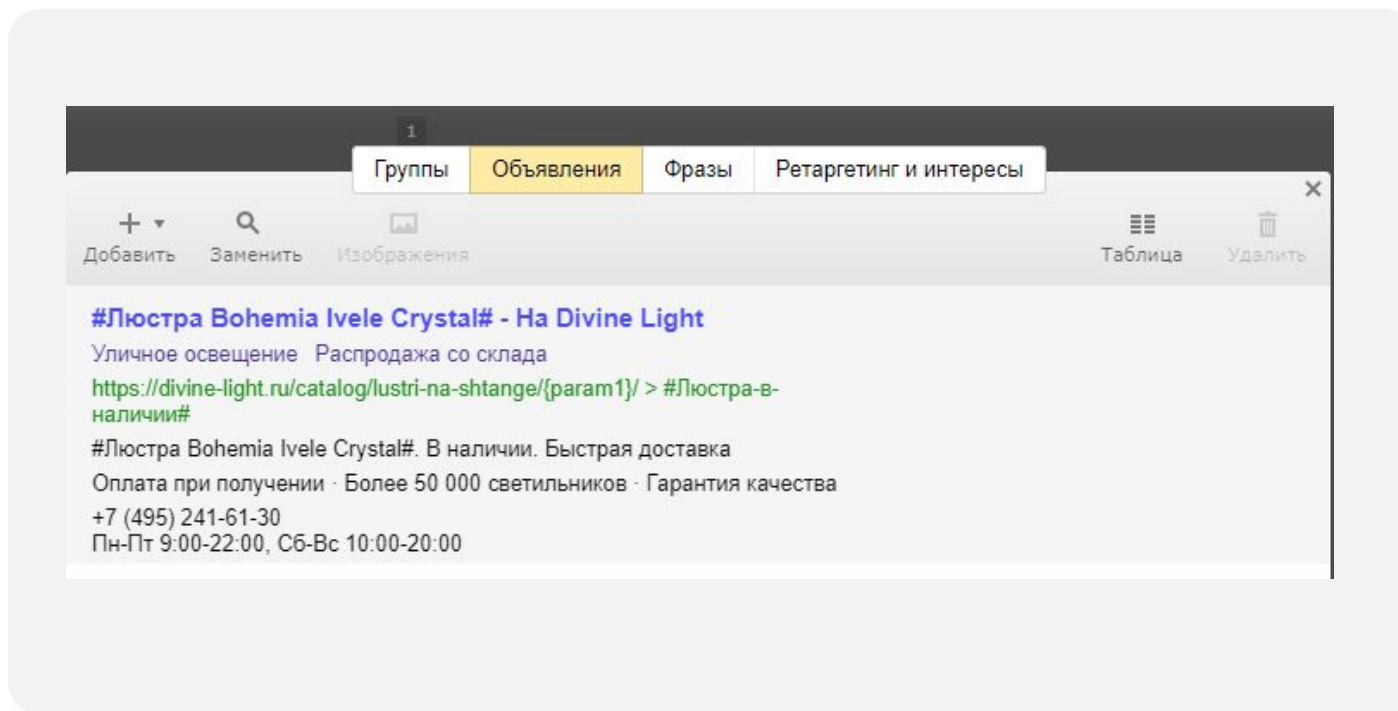 1
Группы Объявления Фразы Ретаргетинг и интересы
Добавить Заменить Изображения Таблица Удалить
#Люстра Bohemia Ivele Crystal# - На Divine Light
Уличное освещение Распродажа со склада
https://divine-light.ru/catalog/lustri-na-shtange/{param1}/ > #Люстра-в-
наличии#
#Люстра Bohemia Ivele Crystal#. В наличии. Быстрая доставка
Оплата при получении · Более 50 000 светильников · Гарантия качества
+7 (495) 241-61-30
Пн-Пт 9:00-22:00, Сб-Вс 10:00-20:00